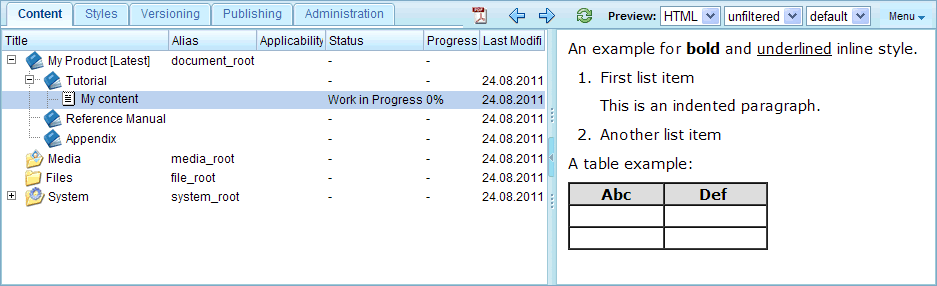 Content Styles Versioning Publishing Administration PDF Preview: HTML unfiltered default Menu
Title Alias Applicability Status Progress Last Modifi
My Product [Latest] document_root - -
Tutorial - - 24.08.2011
My content Work in Progress 0% 24.08.2011
Reference Manual - - 24.08.2011
Appendix - - 24.08.2011
Media media_root - - 24.08.2011
Files file_root - - 24.08.2011
System system_root - - 24.08.2011
An example for bold and underlined inline style.
1. First list item
This is an indented paragraph.
2. Another list item
A table example:
Abc Def